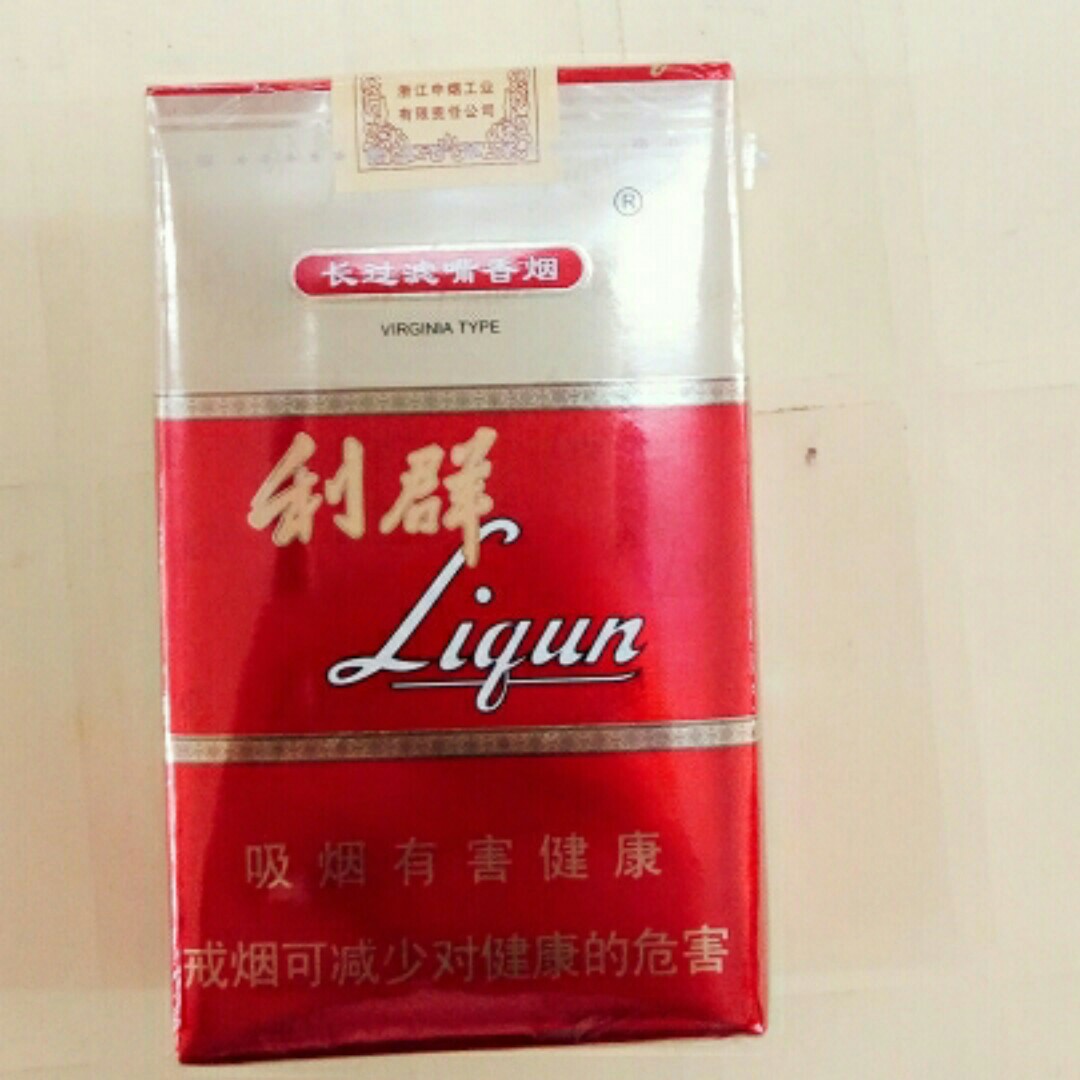 浙江中烟工业
有限责任公司
®
长过滤嘴香烟
VIRGINIA TYPE
利群
Liqun
吸烟有害健康
戒烟可减少对健康的危害